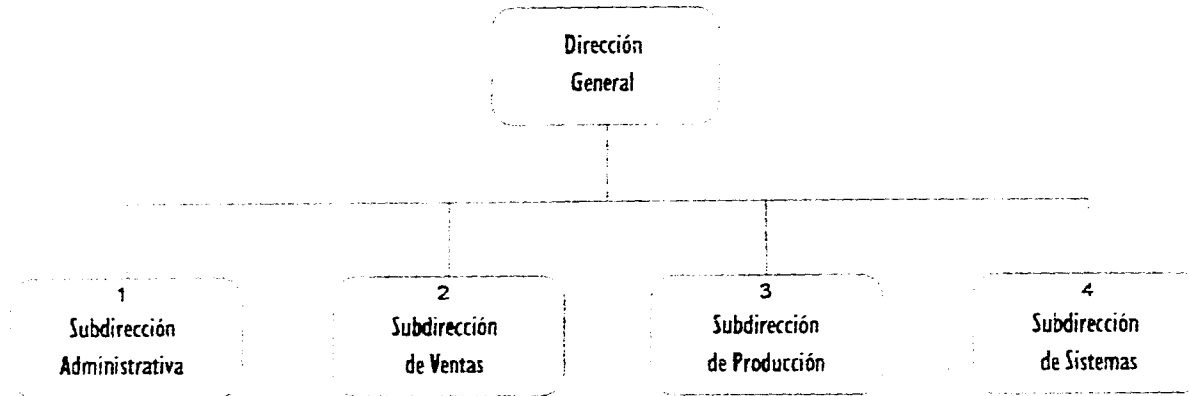 Dirección
General
1
Subdirección
Administrativa
2
Subdirección
de Ventas
3
Subdirección
de Producción
4
Subdirección
de Sistemas